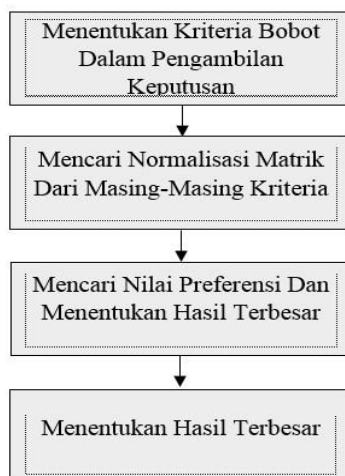 Menentukan Kriteria Bobot
Dalam Pengambilan
Keputusan
Mencari Normalisasi Matrik
Dari Masing-Masing Kriteria
Mencari Nilai Preferensi Dan
Menentukan Hasil Terbesar
Menentukan Hasil Terbesar